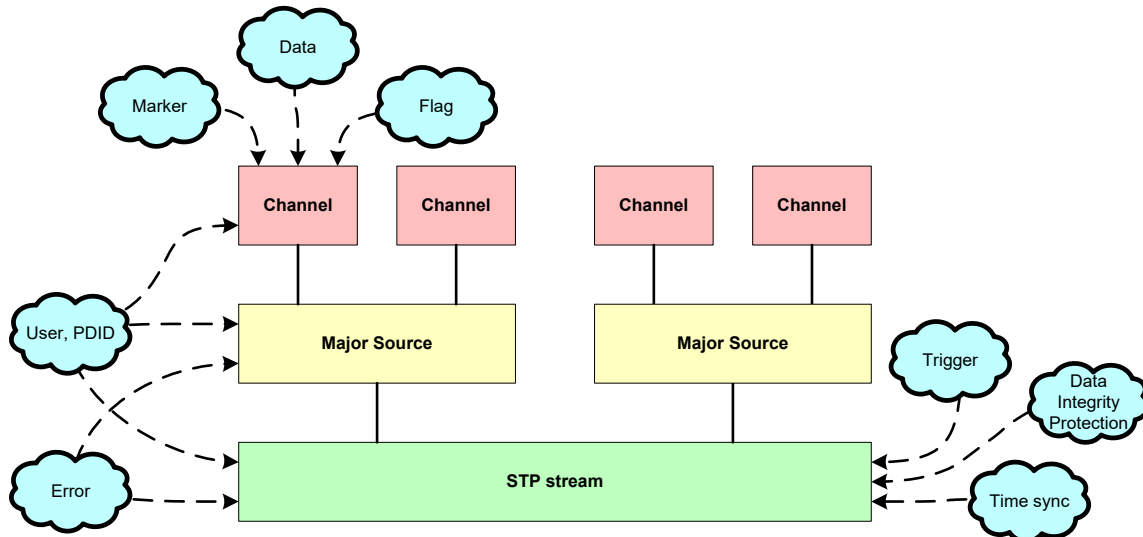 Data
Marker
Flag
Channel
Channel
Channel
Channel
User, PDID
Major Source
Major Source
Trigger
Data
Integrity
Protection
Error
STP stream
Time sync